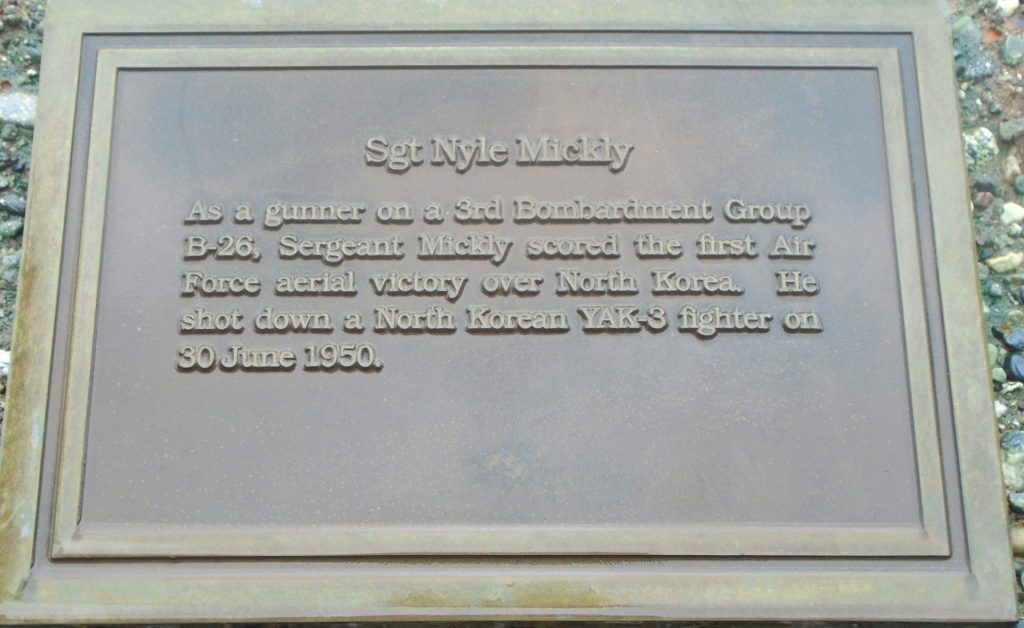 Sgt Nyle Mickly
As a gunner on a 3rd Bombardment Group
B-26, Sergeant Mickly scored the first Air
Force aerial victory over North Korea. He
shot down a North Korean YAK-3 fighter on
30 June 1950.